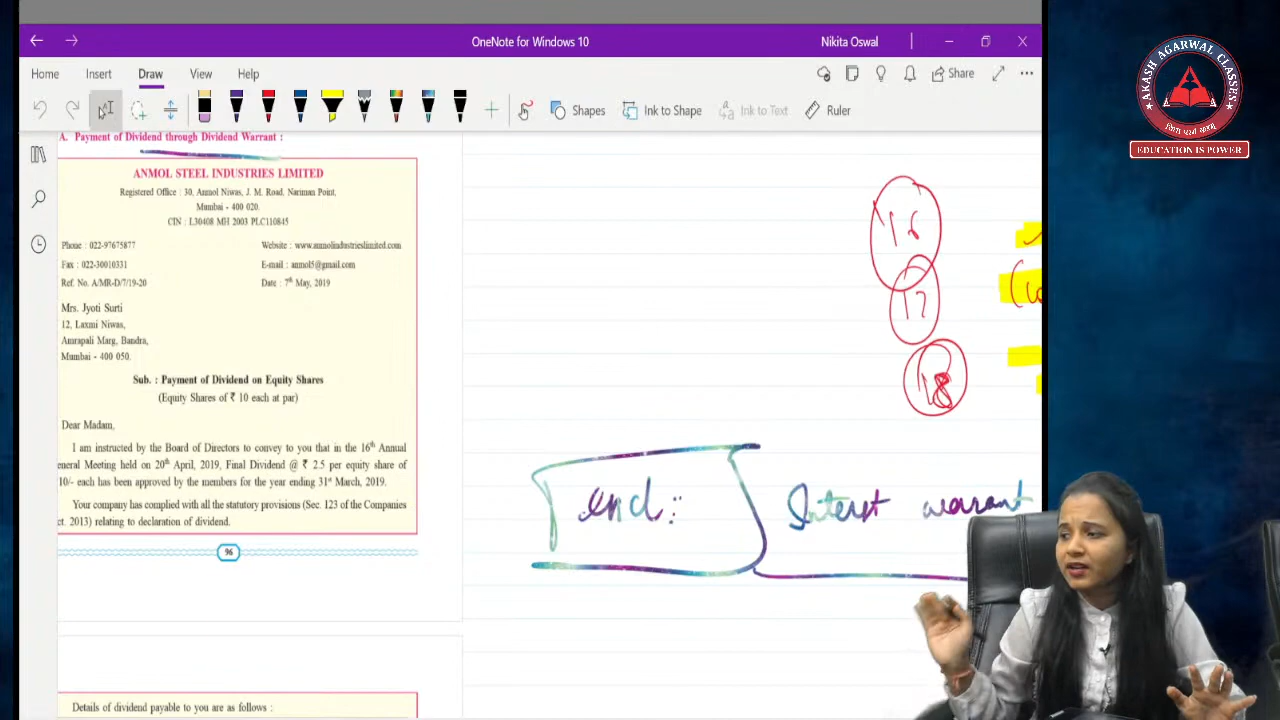 OneNote for Windows 10
Nikita Oswal
Home Insert Draw View Help
Share
Shapes
Ink to Shape
Ink to Text
Ruler
A. Payment of Dividend through Dividend Warrant :
ANMOL STEEL INDUSTRIES LIMITED
Registered Office : 30, Anmol Niwas, J. M. Road, Nariman Point,
Mumbai - 400 020.
CIN : L30408 MH 2003 PLC110845
Phone : 022-97675877 Website : www.anmolindustrieslimited.com
Fax : 022-30010331 E-mail : anmol5@gmail.com
Ref. No. A/MR-D/7/19-20 Date : 7th May, 2019
Mrs. Jyoti Surti
12, Laxmi Niwas,
Amrapali Marg, Bandra,
Mumbai - 400 050.
Sub. : Payment of Dividend on Equity Shares
(Equity Shares of ₹ 10 each at par)
Dear Madam,
I am instructed by the Board of Directors to convey to you that in the 16th Annual
eneral Meeting held on 20th April, 2019, Final Dividend @ ₹ 2.5 per equity share of
10/- each has been approved by the members for the year ending 31st March, 2019.
Your company has complied with all the statutory provisions (Sec. 123 of the Companies
ct. 2013) relating to declaration of dividend.
96
Details of dividend payable to you are as follows :
16
17
18
encl:
Interest warrant
AKASH AGARWAL CLASSES
EDUCATION IS POWER